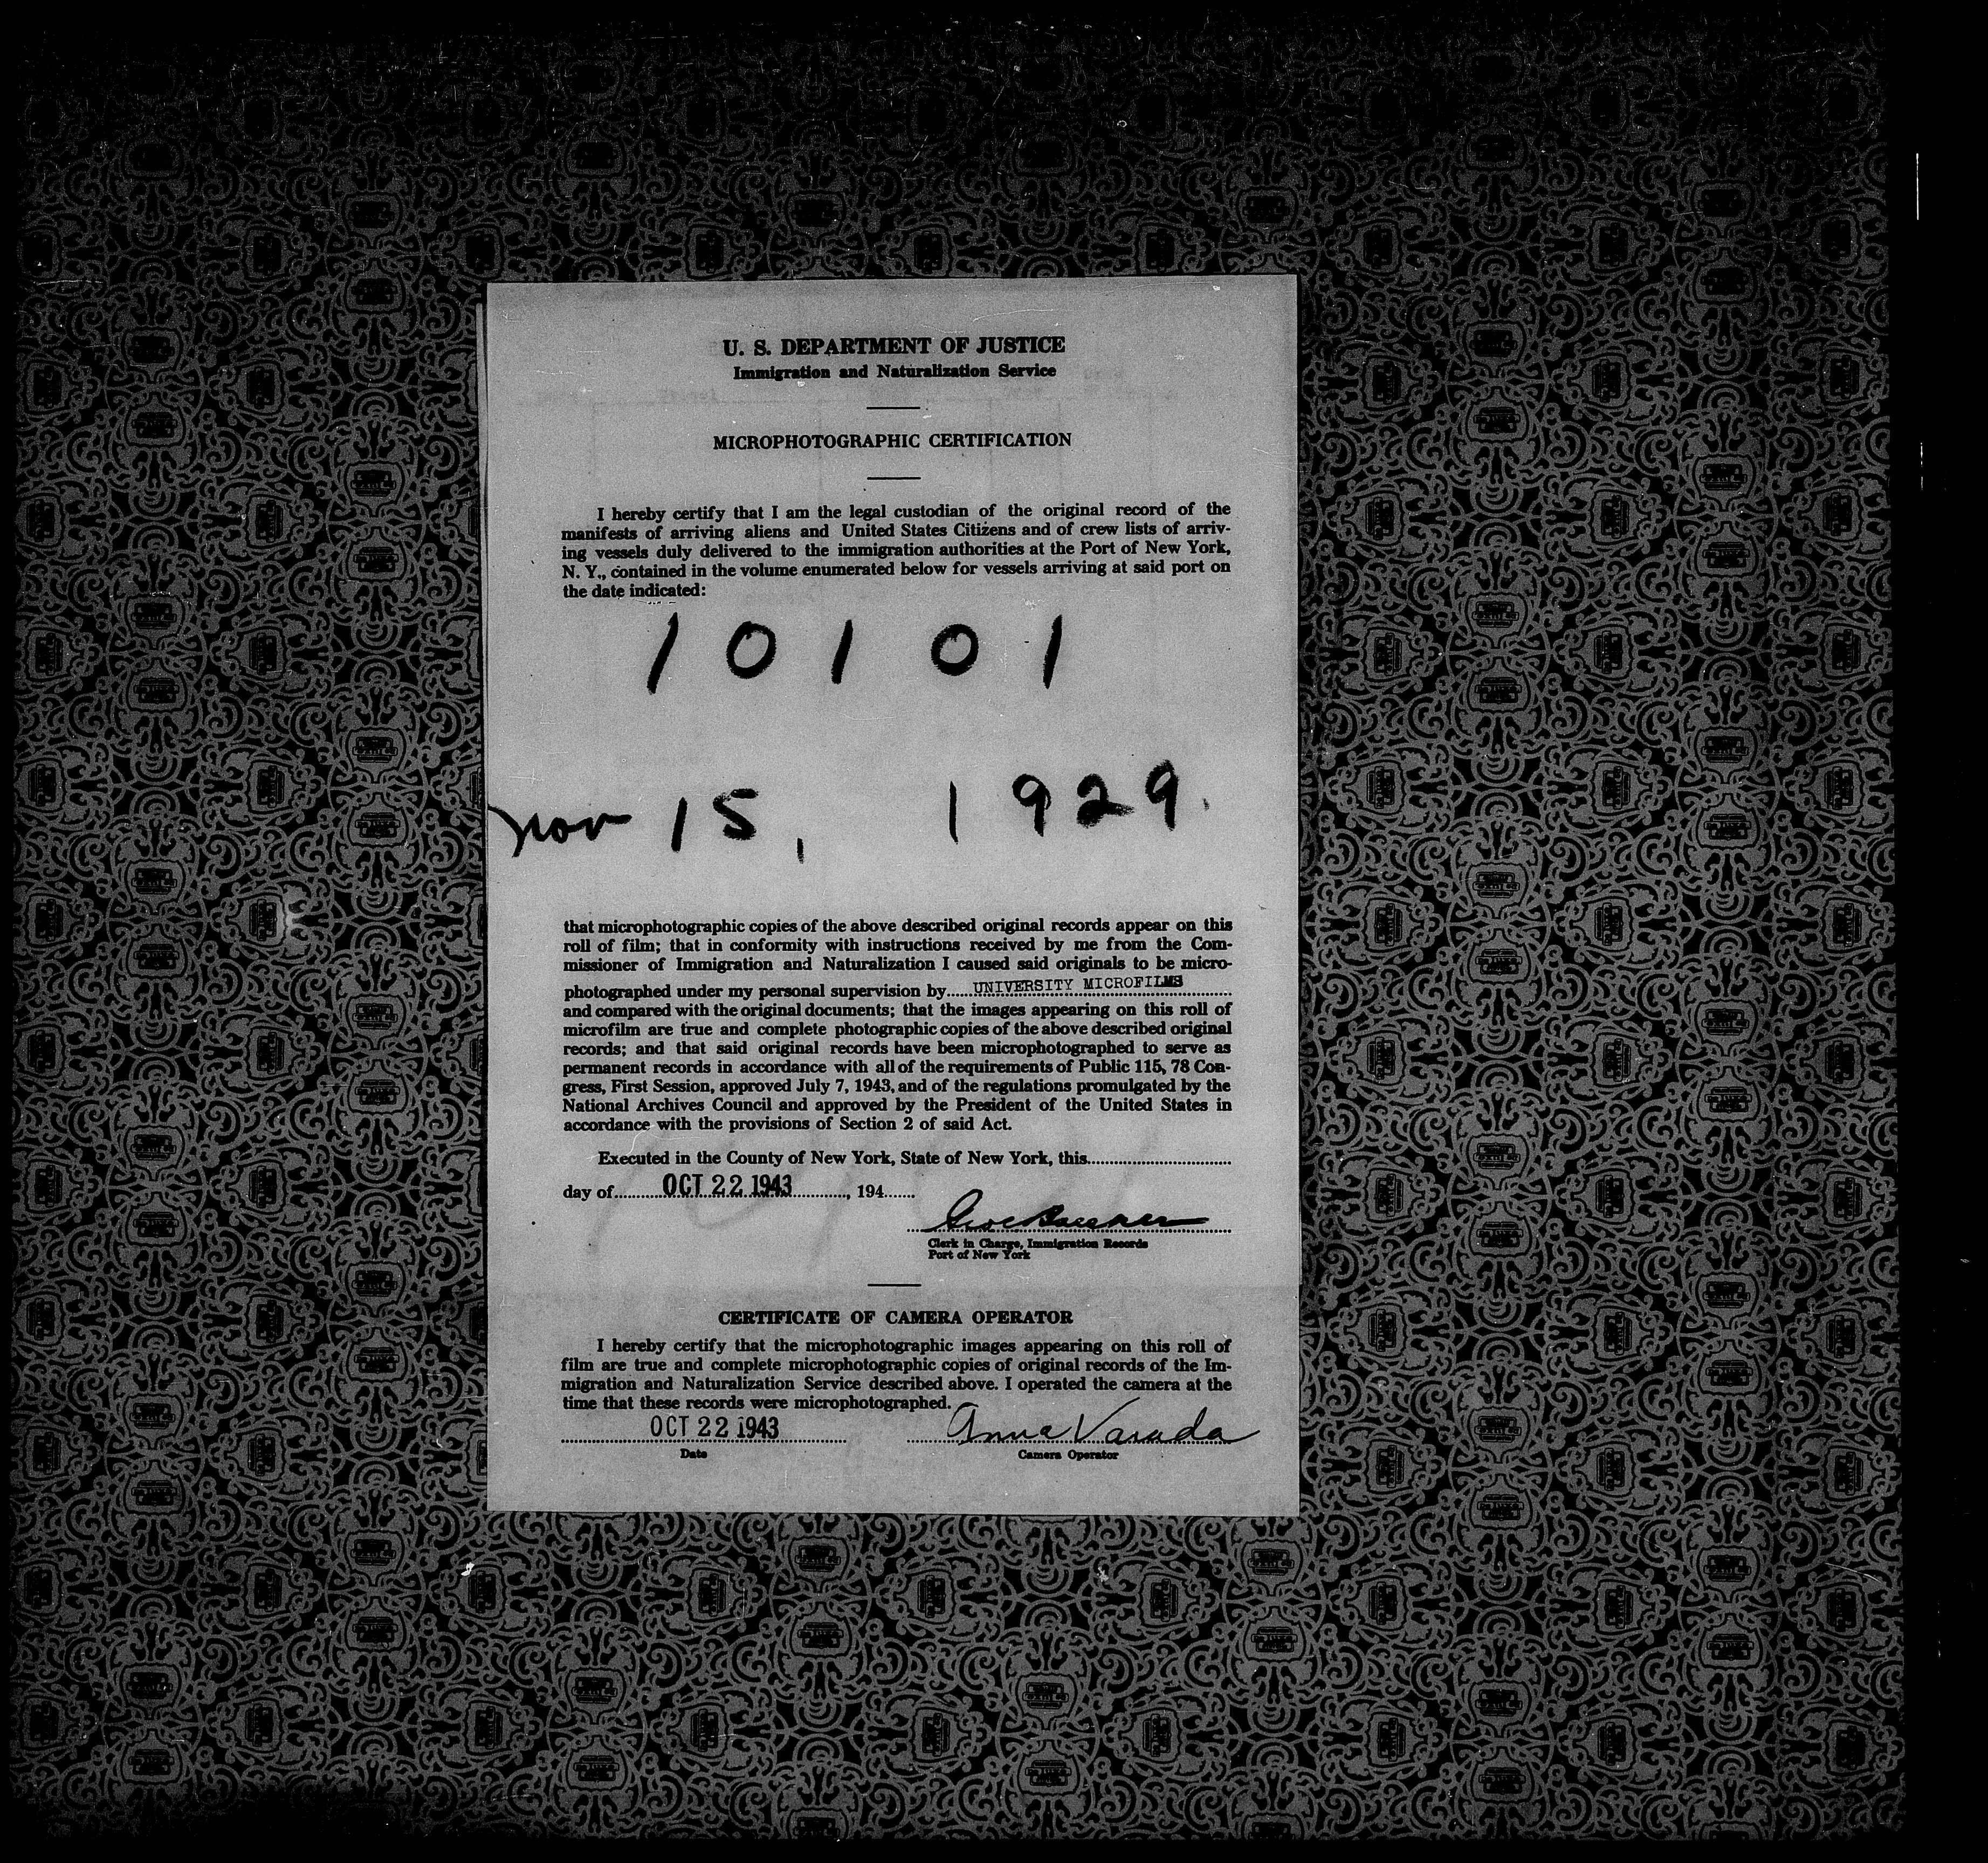 U. S. DEPARTMENT OF JUSTICE
Immigration and Naturalization Service
MICROPHOTOGRAPHIC CERTIFICATION
I hereby certify that I am the legal custodian of the original record of the
manifests of arriving aliens and United States Citizens and of crew lists of arriv-
ing vessels duly delivered to the immigration authorities at the Port of New York,
N. Y., contained in the volume enumerated below for vessels arriving at said port on
the date indicated:
10101
Nov 15, 1929.
that microphotographic copies of the above described original records appear on this
roll of film; that in conformity with instructions received by me from the Com-
missioner of Immigration and Naturalization I caused said originals to be micro-
photographed under my personal supervision by UNIVERSITY MICROFILMS
and compared with the original documents; that the images appearing on this roll of
microfilm are true and complete photographic copies of the above described original
records; and that said original records have been microphotographed to serve as
permanent records in accordance with all of the requirements of Public 115, 78 Con-
gress, First Session, approved July 7, 1943, and of the regulations promulgated by the
National Archives Council and approved by the President of the United States in
accordance with the provisions of Section 2 of said Act.
Executed in the County of New York, State of New York, this
day of OCT 22 1943, 194
Clerk in Charge, Immigration Records
Port of New York
CERTIFICATE OF CAMERA OPERATOR
I hereby certify that the microphotographic images appearing on this roll of
film are true and complete microphotographic copies of original records of the Im-
migration and Naturalization Service described above. I operated the camera at the
time that these records were microphotographed.
OCT 22 1943 Anna Varada
Date Camera Operator